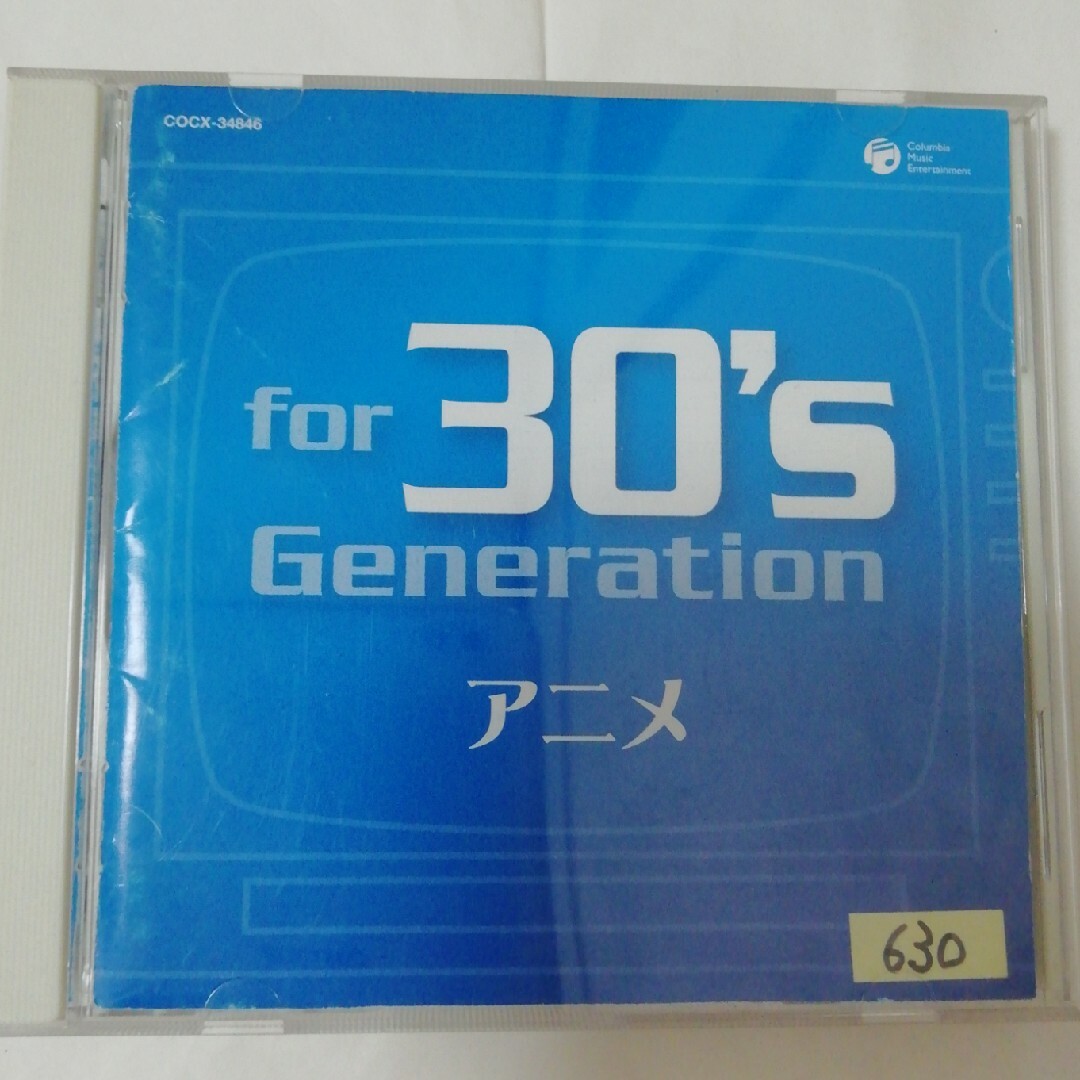 COCX-34846
Columbia
Music
Entertainment
for 30's
Generation
アニメ
630